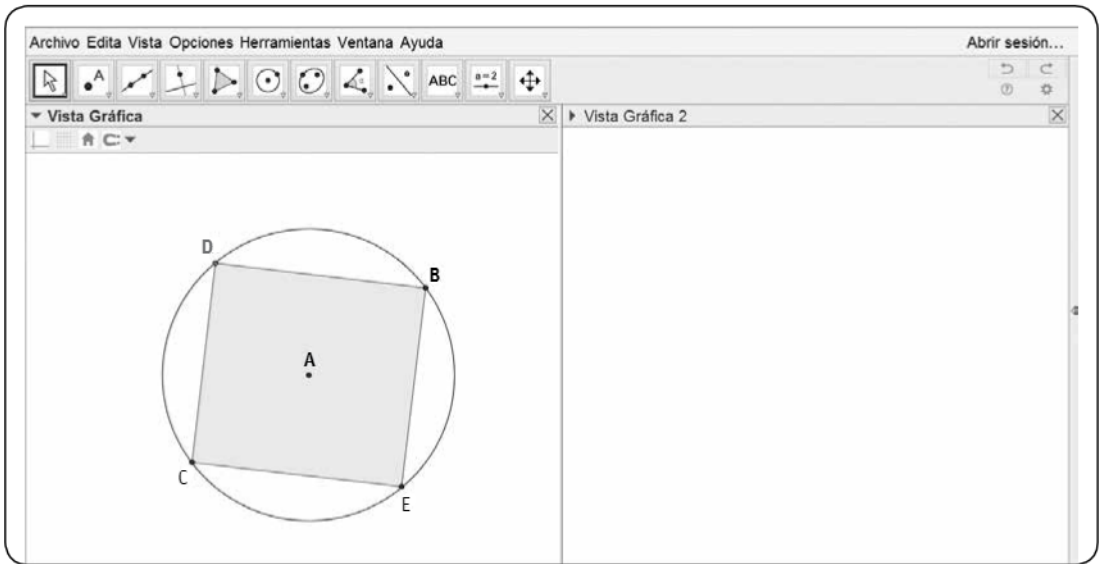 Archivo Edita Vista Opciones Herramientas Ventana Ayuda Abrir sesión...
A ABC a=2
Vista Gráfica Vista Gráfica 2
D
B
A
C
E